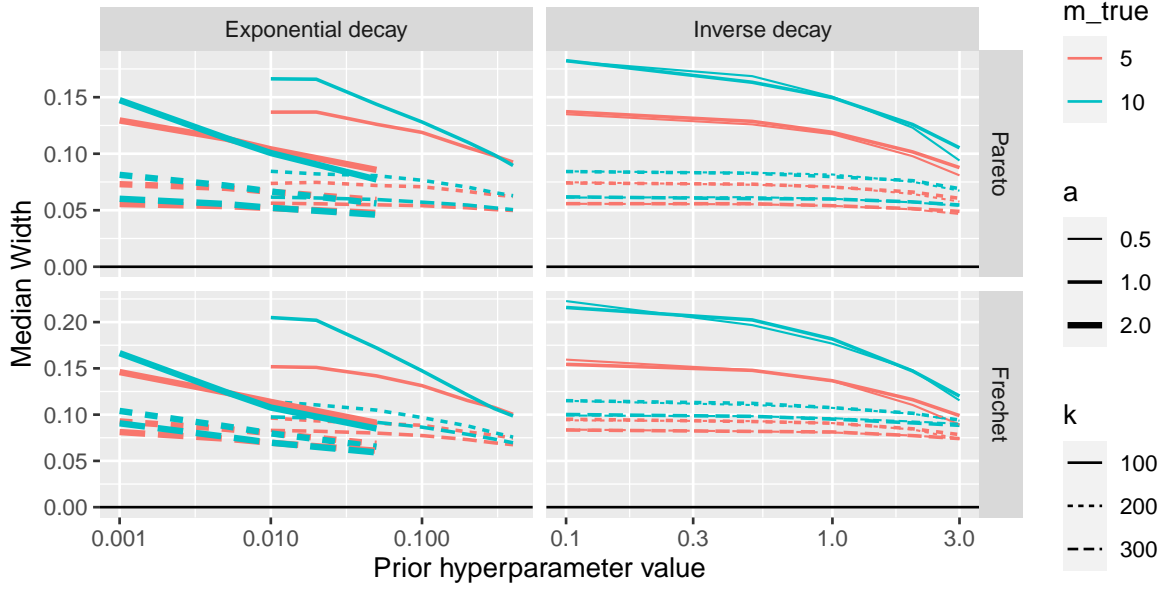 Exponential decay
Inverse decay
Median Width
0.15
0.10
0.05
0.00
Pareto
0.20
0.15
0.10
0.05
0.00
Frechet
0.001
0.010
0.100
0.1
0.3
1.0
3.0
Prior hyperparameter value
m_true
5
10
a
0.5
1.0
2.0
k
100
200
300